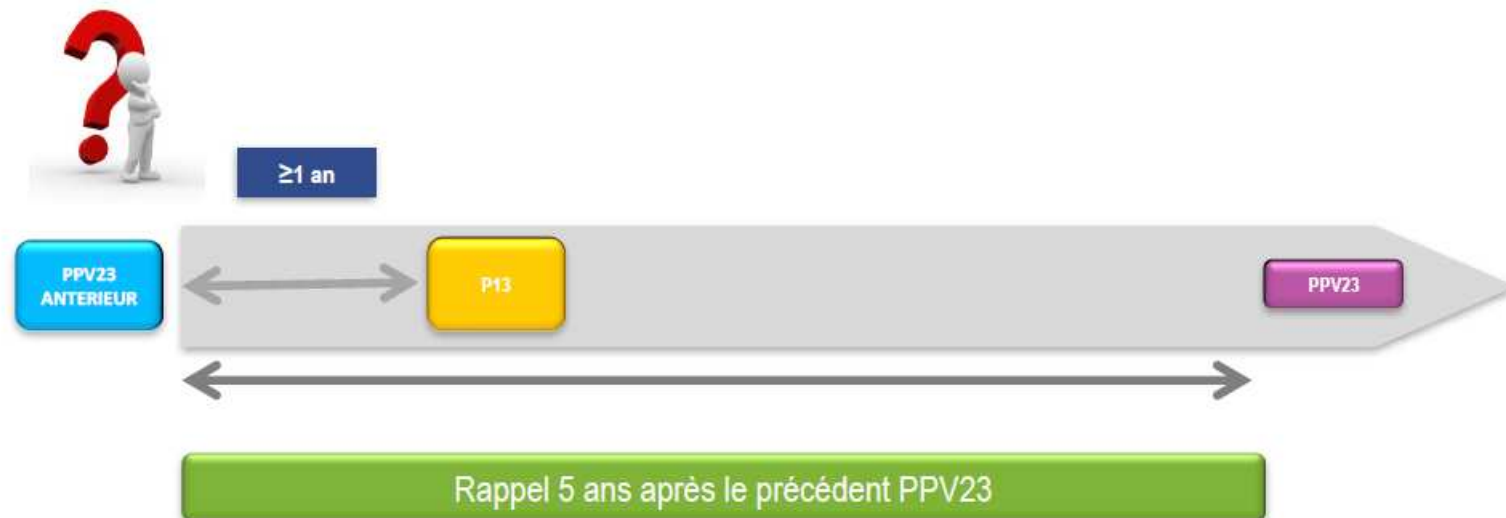 ≥1 an
PPV23
ANTERIEUR
P13
PPV23
Rappel 5 ans après le précédent PPV23